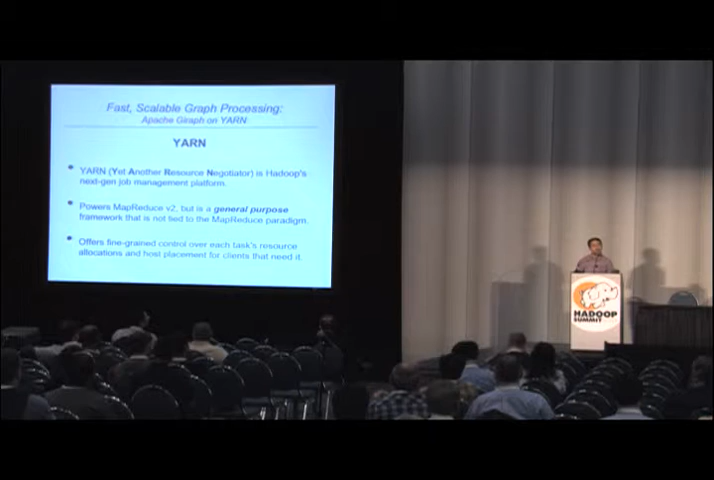 Fast, Scalable Graph Processing:
Apache Giraph on YARN
YARN
YARN (Yet Another Resource Negotiator) is Hadoop's
next-gen job management platform.
Powers MapReduce v2, but is a general purpose
framework that is not tied to the MapReduce paradigm.
Offers fine-grained control over each task's resource
allocations and host placement for clients that need it.
HADOOP
SUMMIT